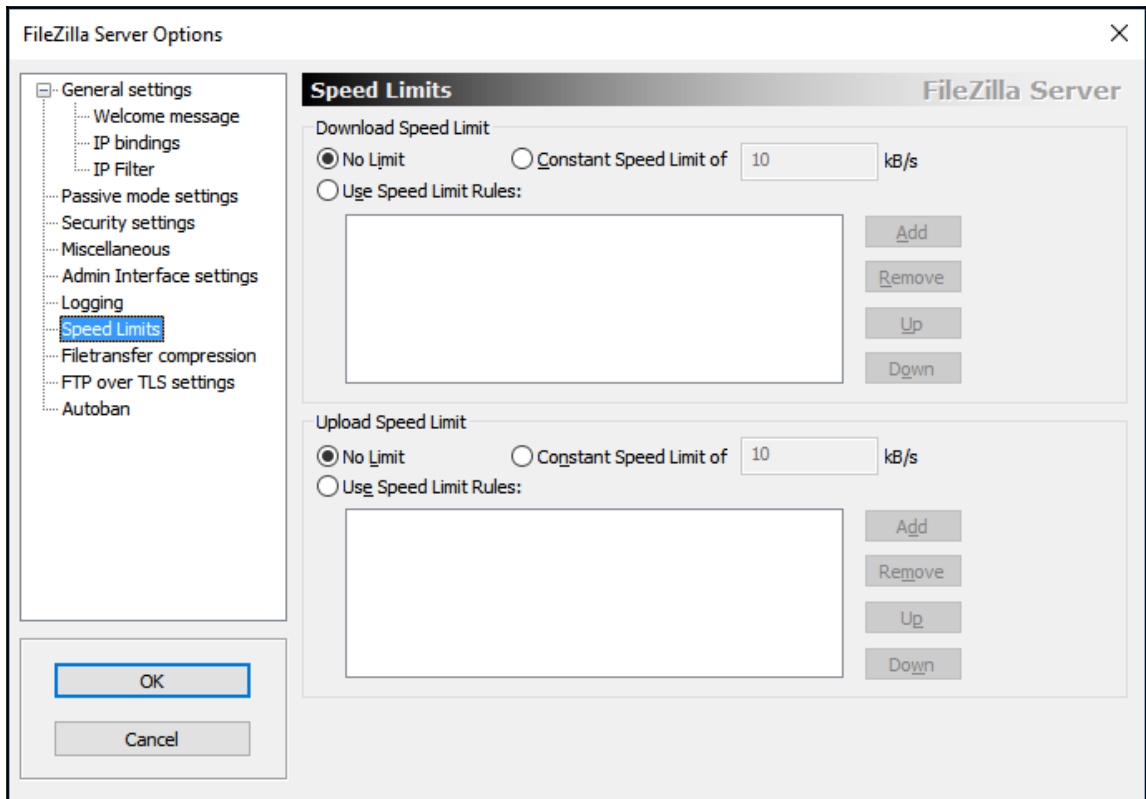 FileZilla Server Options
General settings
Welcome message
IP bindings
IP Filter
Passive mode settings
Security settings
Miscellaneous
Admin Interface settings
Logging
Speed Limits
Filetransfer compression
FTP over TLS settings
Autoban
OK
Cancel
Speed Limits FileZilla Server
Download Speed Limit
No Limit Constant Speed Limit of 10 kB/s
Use Speed Limit Rules:
Add
Remove
Up
Down
Upload Speed Limit
No Limit Constant Speed Limit of 10 kB/s
Use Speed Limit Rules:
Add
Remove
Up
Down